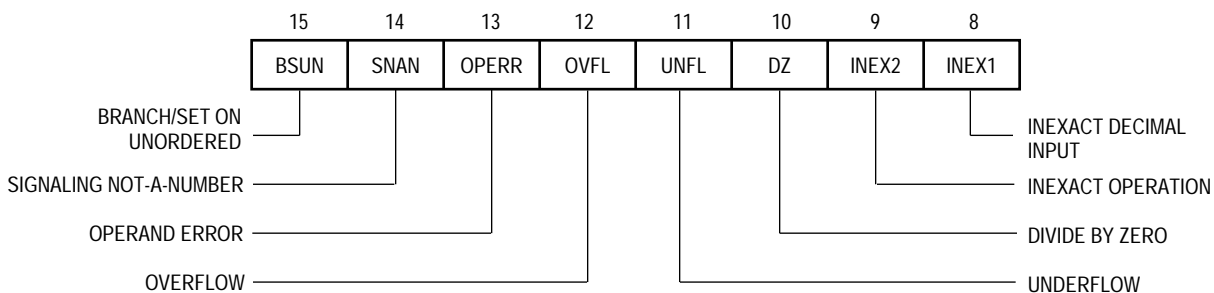 15 14 13 12 11 10 9 8
BSUN SNAN OPERR OVFL UNFL DZ INEX2 INEX1
BRANCH/SET ON
UNORDERED
SIGNALING NOT-A-NUMBER
OPERAND ERROR
OVERFLOW
INEXACT DECIMAL
INPUT
INEXACT OPERATION
DIVIDE BY ZERO
UNDERFLOW